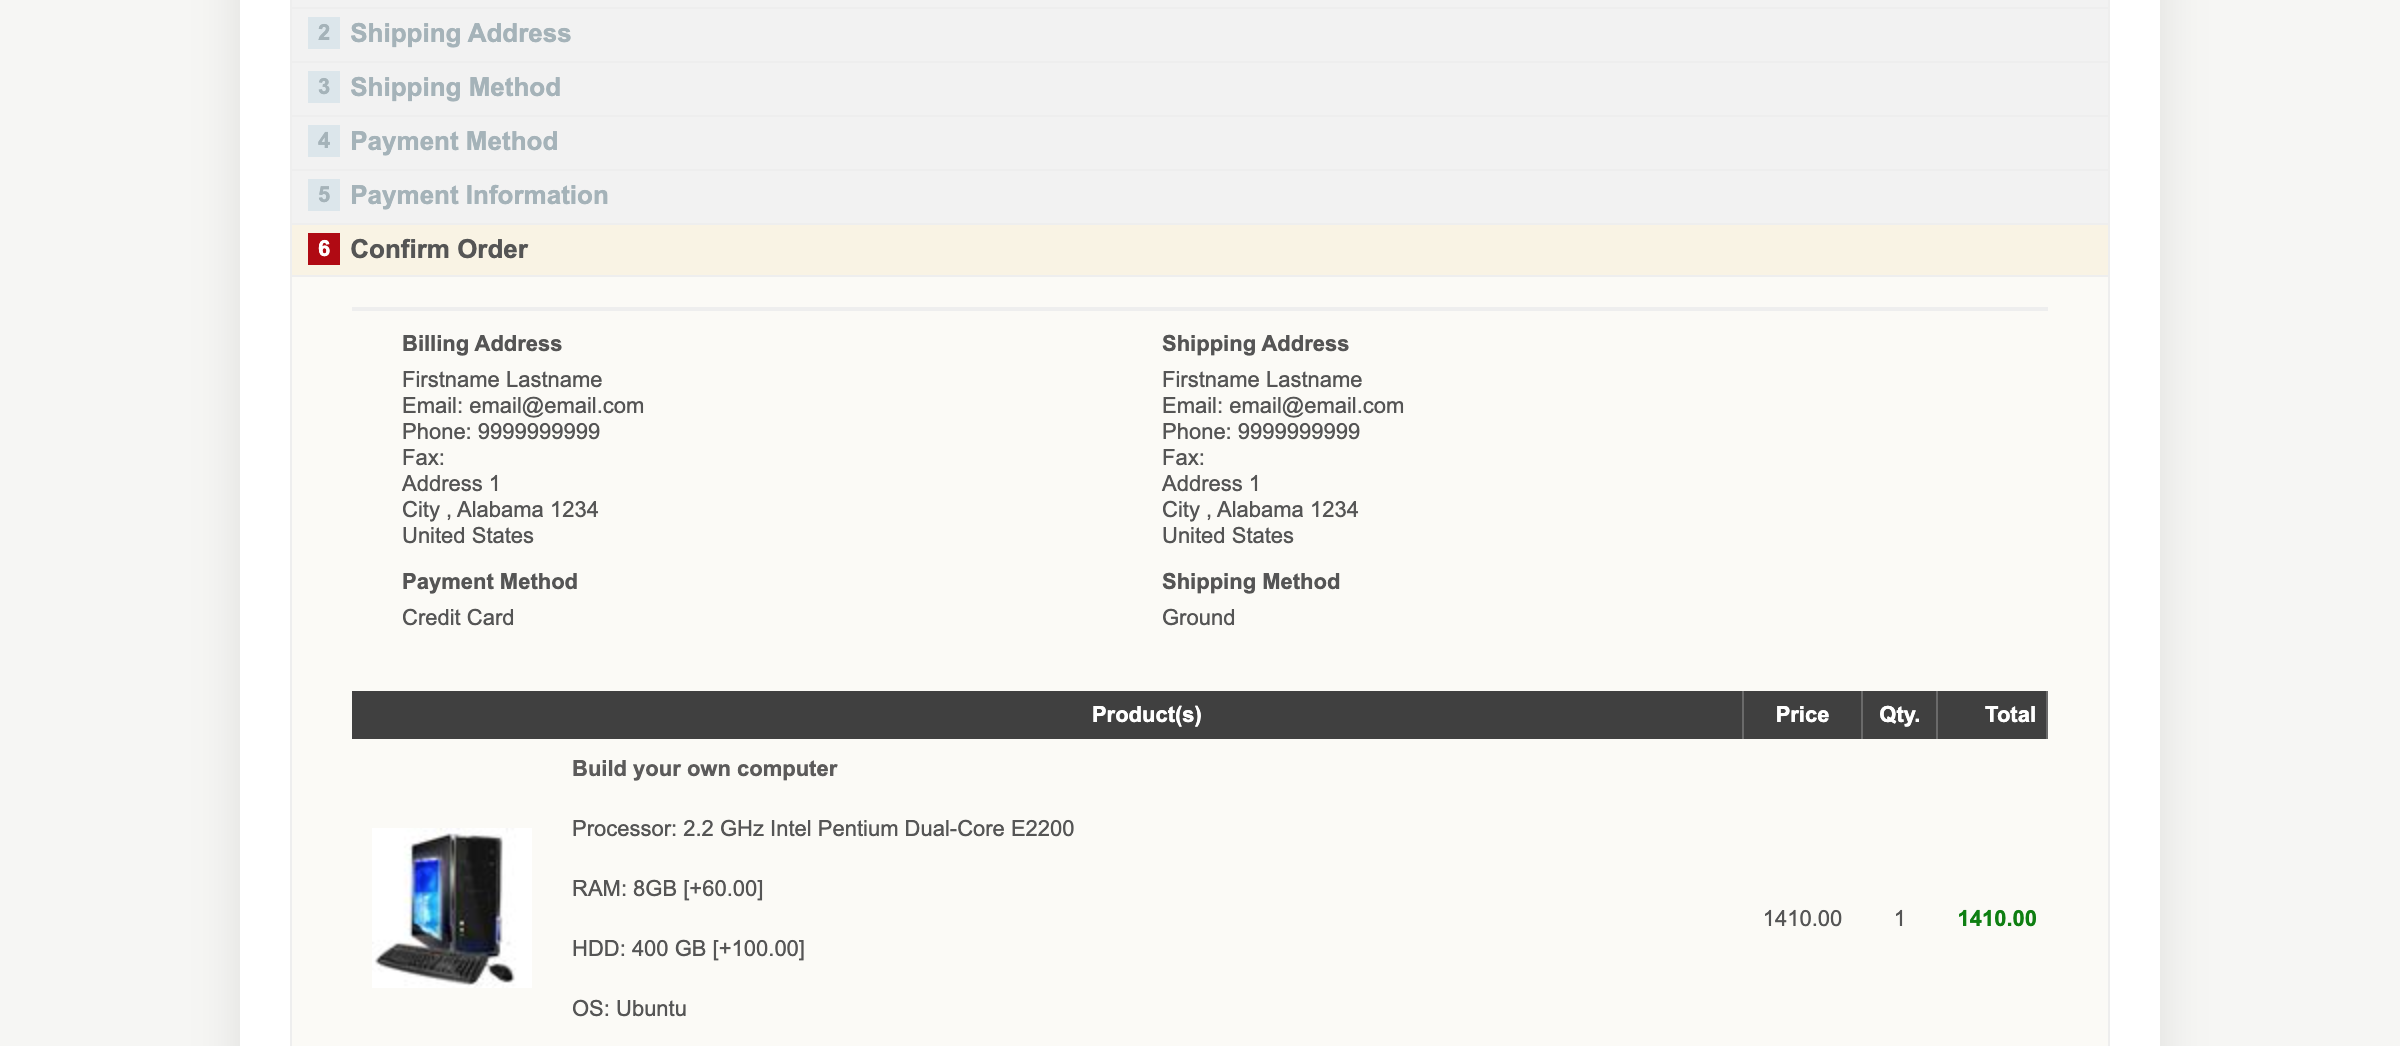 2 Shipping Address
3 Shipping Method
4 Payment Method
5 Payment Information
6 Confirm Order
Billing Address
Firstname Lastname
Email: email@email.com
Phone: 9999999999
Fax:
Address 1
City , Alabama 1234
United States
Payment Method
Credit Card
Shipping Address
Firstname Lastname
Email: email@email.com
Phone: 9999999999
Fax:
Address 1
City , Alabama 1234
United States
Shipping Method
Ground
Product(s) Price Qty. Total
Build your own computer
Processor: 2.2 GHz Intel Pentium Dual-Core E2200
RAM: 8GB [+60.00]
HDD: 400 GB [+100.00]
OS: Ubuntu
1410.00 1 1410.00